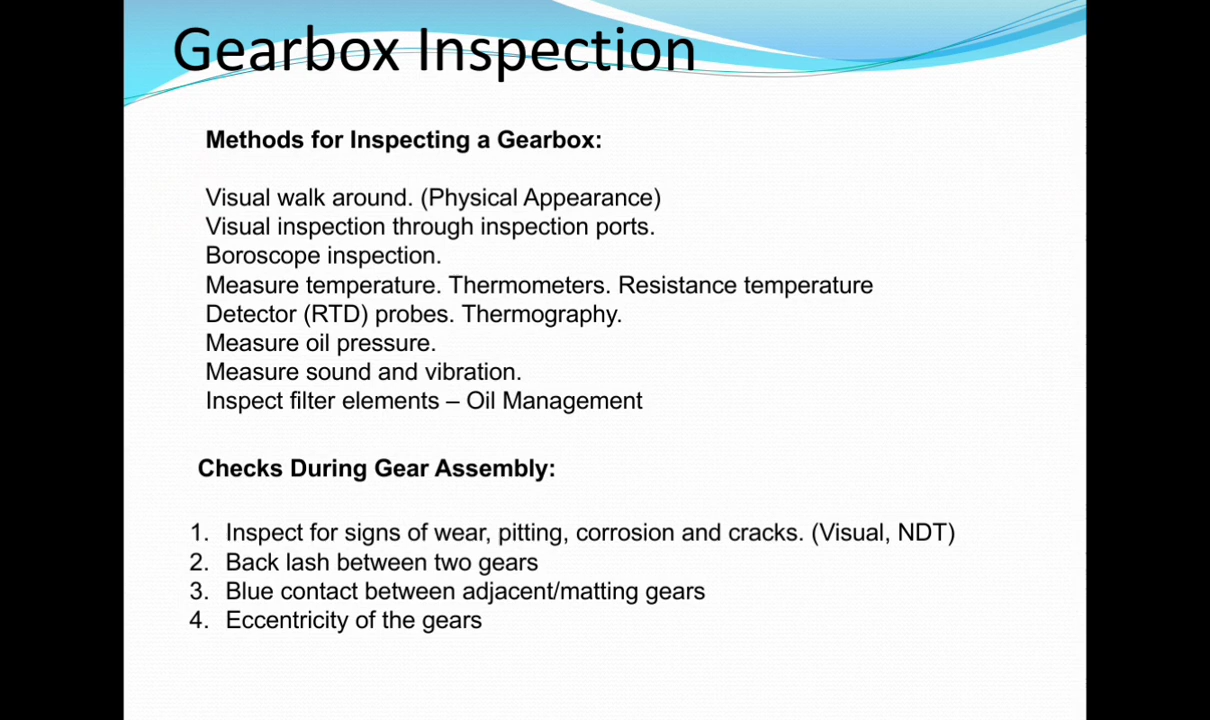 Gearbox Inspection
Methods for Inspecting a Gearbox:
Visual walk around. (Physical Appearance)
Visual inspection through inspection ports.
Boroscope inspection.
Measure temperature. Thermometers. Resistance temperature
Detector (RTD) probes. Thermography.
Measure oil pressure.
Measure sound and vibration.
Inspect filter elements – Oil Management
Checks During Gear Assembly:
1. Inspect for signs of wear, pitting, corrosion and cracks. (Visual, NDT)
2. Back lash between two gears
3. Blue contact between adjacent/matting gears
4. Eccentricity of the gears